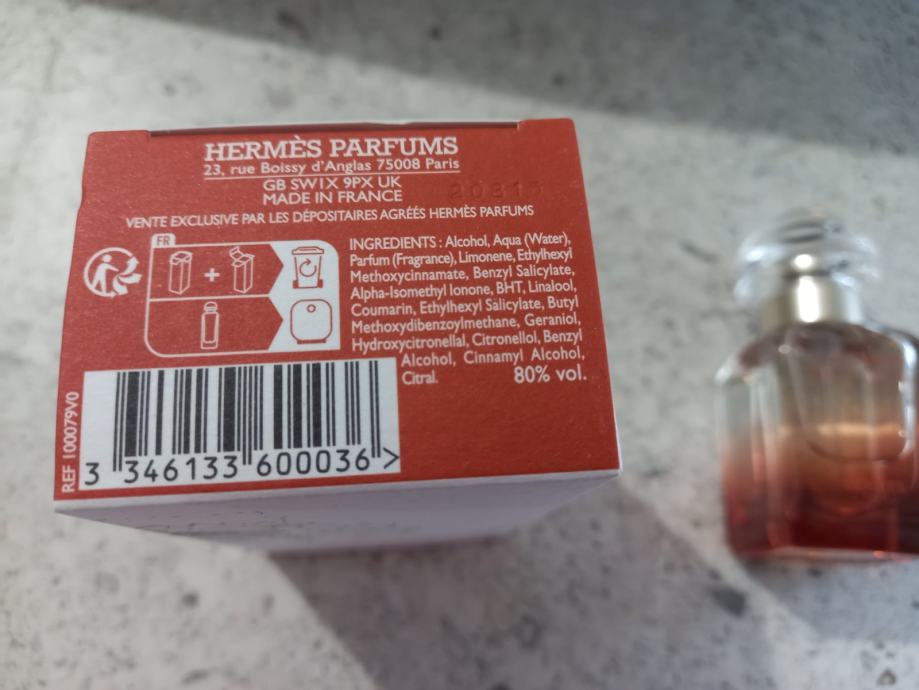 HERMÈS PARFUMS
23, rue Boissy d'Anglas 75008 Paris
GB SW1X 9PX UK
MADE IN FRANCE
VENTE EXCLUSIVE PAR LES DÉPOSITAIRES AGRÉÉS HERMÈS PARFUMS
FR
INGREDIENTS : Alcohol, Aqua (Water),
Parfum (Fragrance), Limonene, Ethylhexyl
Methoxycinnamate, Benzyl Salicylate,
Alpha-Isomethyl Ionone, BHT, Linalool,
Coumarin, Ethylhexyl Salicylate, Butyl
Methoxydibenzoylmethane, Geraniol,
Hydroxycitronellal, Citronellol, Benzyl
Alcohol, Cinnamyl Alcohol,
Citral. 80% vol.
REF 100079V0
3 346133 600036 >